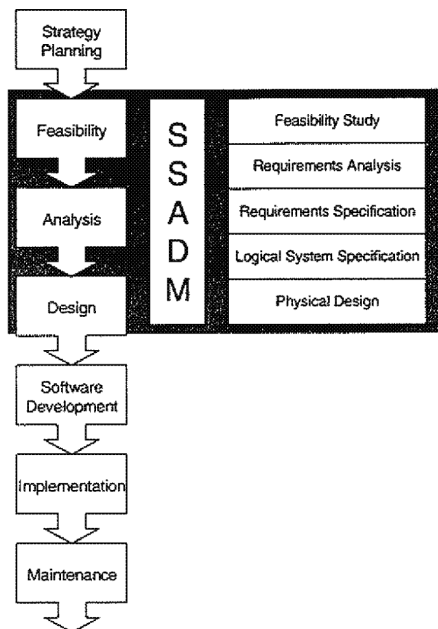 Strategy
Planning
Feasibility
Analysis
Design
Software
Development
Implementation
Maintenance
S
S
A
D
M
Feasibility Study
Requirements Analysis
Requirements Specification
Logical System Specification
Physical Design